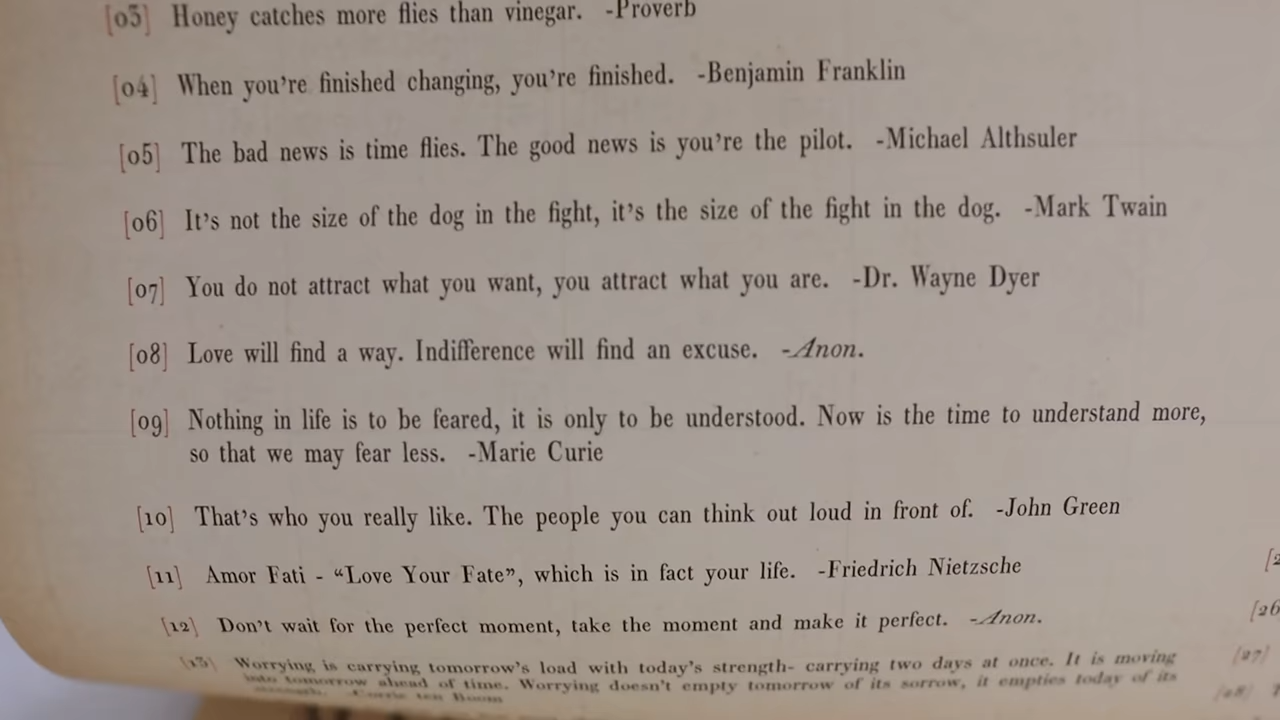 [03] Honey catches more flies than vinegar. -Proverb
[04] When you're finished changing, you're finished. -Benjamin Franklin
[05] The bad news is time flies. The good news is you're the pilot. -Michael Althsuler
[06] It's not the size of the dog in the fight, it's the size of the fight in the dog. -Mark Twain
[07] You do not attract what you want, you attract what you are. -Dr. Wayne Dyer
[08] Love will find a way. Indifference will find an excuse. -Anon.
[09] Nothing in life is to be feared, it is only to be understood. Now is the time to understand more,
so that we may fear less. -Marie Curie
[10] That's who you really like. The people you can think out loud in front of. -John Green
[11] Amor Fati - “Love Your Fate”, which is in fact your life. -Friedrich Nietzsche
[12] Don't wait for the perfect moment, take the moment and make it perfect. -Anon.
[13] Worrying is carrying tomorrow's load with today's strength- carrying two days at once. It is moving
into tomorrow ahead of time. Worrying doesn't empty tomorrow of its sorrow, it empties today of its
strength. -Corrie ten Boom
[26
[27]
[28]